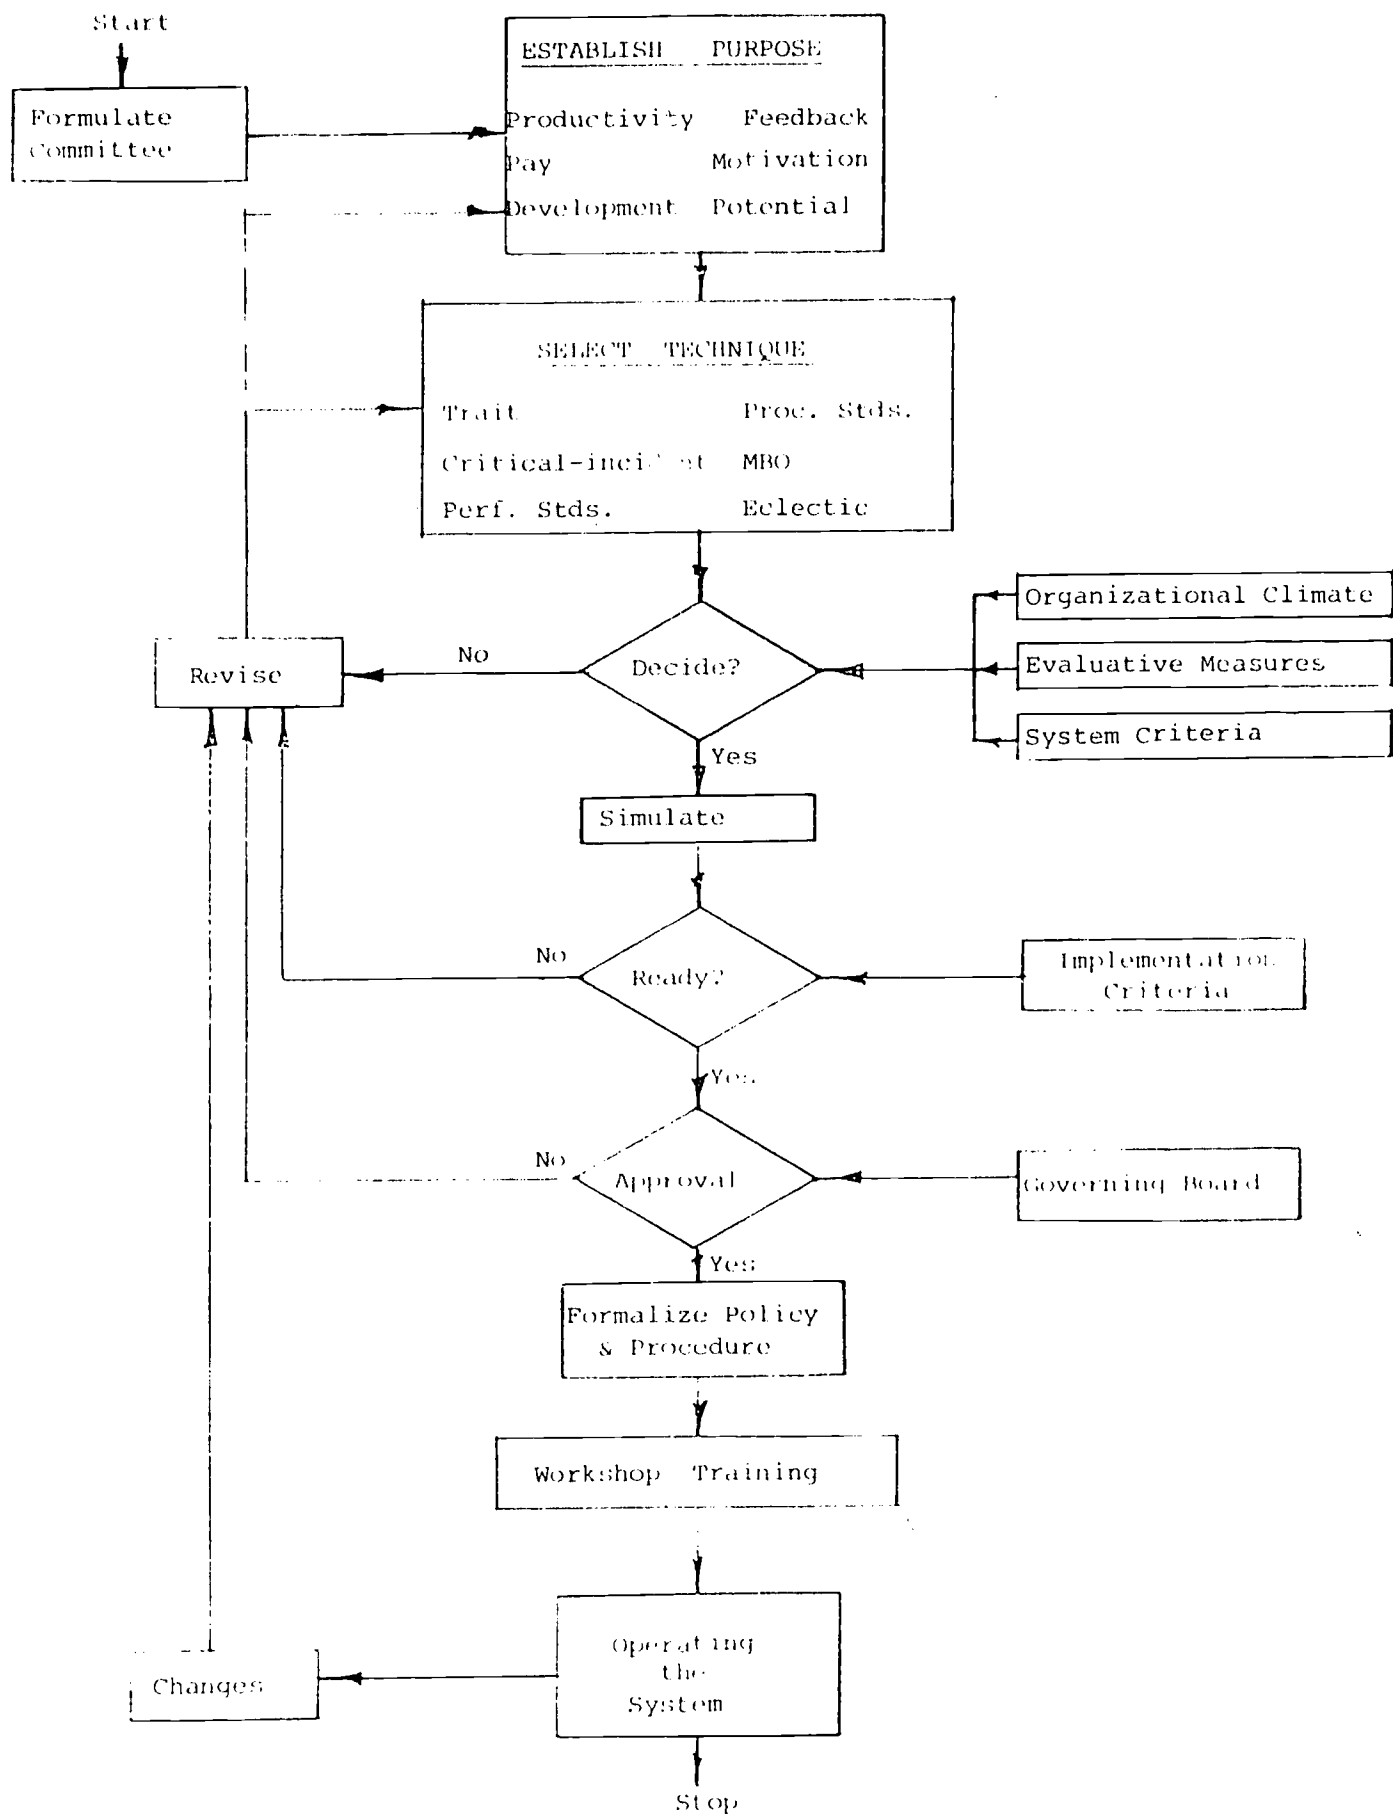 Start
Formulate
Committee
ESTABLISH PURPOSE
Productivity Feedback
Pay Motivation
Development Potential
SELECT TECHNIQUE
Trait Proc. Stds.
MBO
Perf. Stds. Eclectic
Organizational Climate
Evaluative Measures
System Criteria
Revise
No
Decide?
Yes
Simulate
No
Ready?
Implementation
Criteria
Yes
No
Approval
Governing Board
Yes
Formalize Policy
& Procedure
Workshop Training
Operating
the
System
Changes
Stop